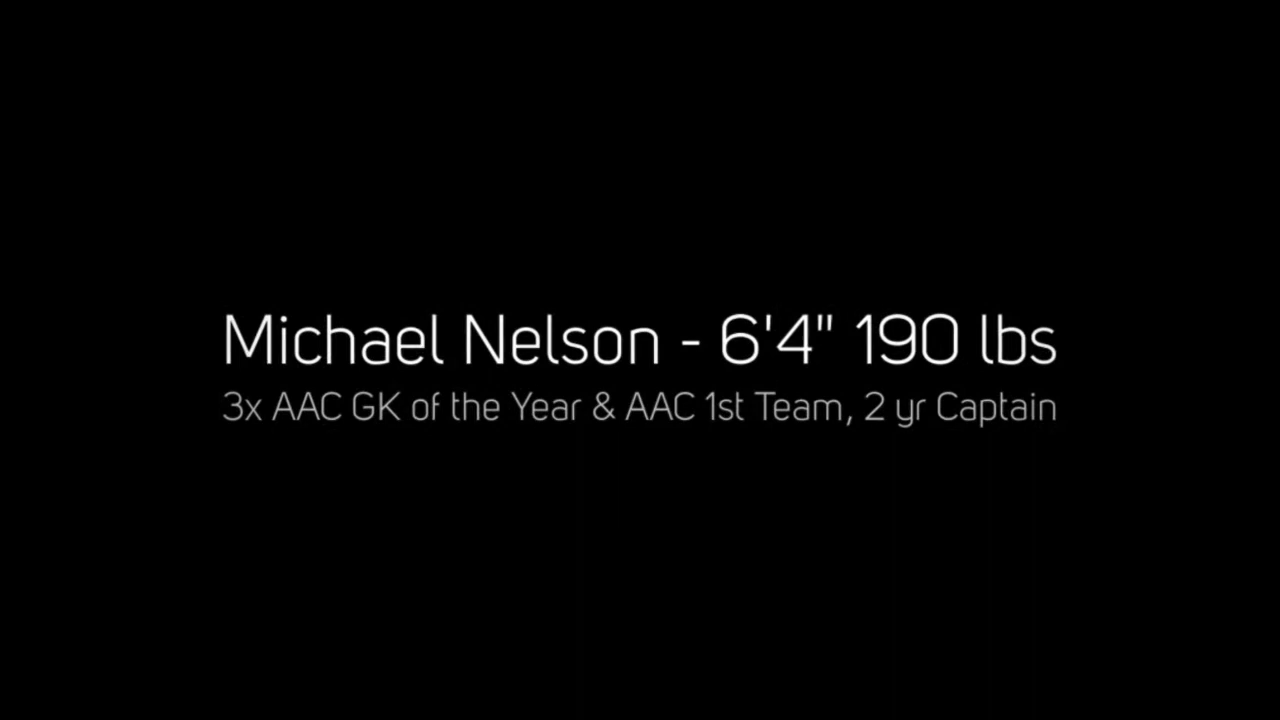 Michael Nelson - 6'4" 190 lbs
3x AAC GK of the Year & AAC 1st Team, 2 yr Captain